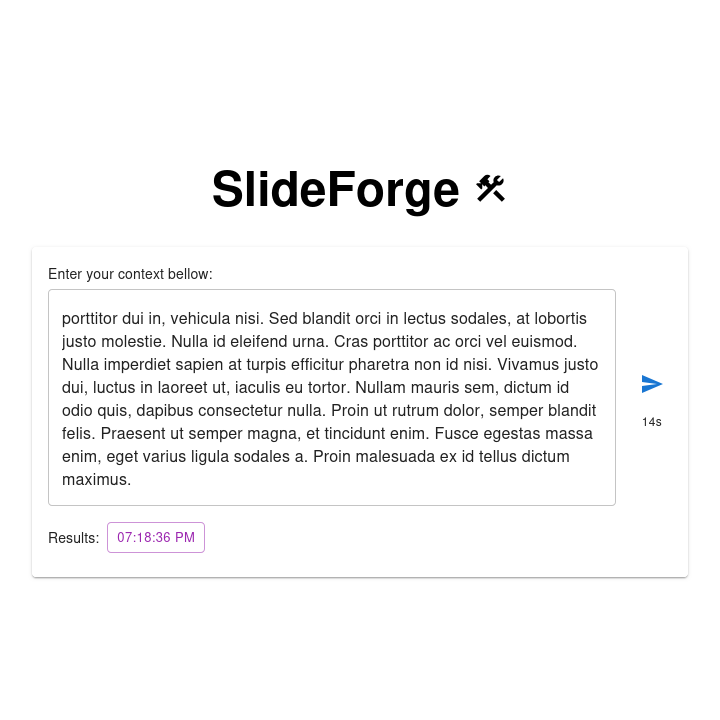 SlideForge
Enter your context bellow:
porttitor dui in, vehicula nisi. Sed blandit orci in lectus sodales, at lobortis
justo molestie. Nulla id eleifend urna. Cras porttitor ac orci vel euismod.
Nulla imperdiet sapien at turpis efficitur pharetra non id nisi. Vivamus justo
dui, luctus in laoreet ut, iaculis eu tortor. Nullam mauris sem, dictum id
odio quis, dapibus consectetur nulla. Proin ut rutrum dolor, semper blandit
felis. Praesent ut semper magna, et tincidunt enim. Fusce egestas massa
enim, eget varius ligula sodales a. Proin malesuada ex id tellus dictum
maximus.
14s
Results: 07:18:36 PM